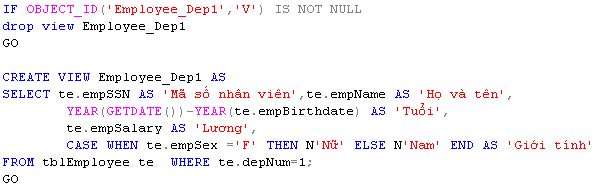 IF OBJECT_ID('Employee_Dep1','V') IS NOT NULL
drop view Employee_Dep1
GO
CREATE VIEW Employee_Dep1 AS
SELECT te.empSSN AS 'Mã số nhân viên',te.empName AS 'Họ và tên',
YEAR(GETDATE())-YEAR(te.empBirthdate) AS 'Tuổi',
te.empSalary AS 'Lương',
CASE WHEN te.empSex ='F' THEN N'Nữ' ELSE N'Nam' END AS 'Giới tính'
FROM tblEmployee te  WHERE te.depNum=1;
GO